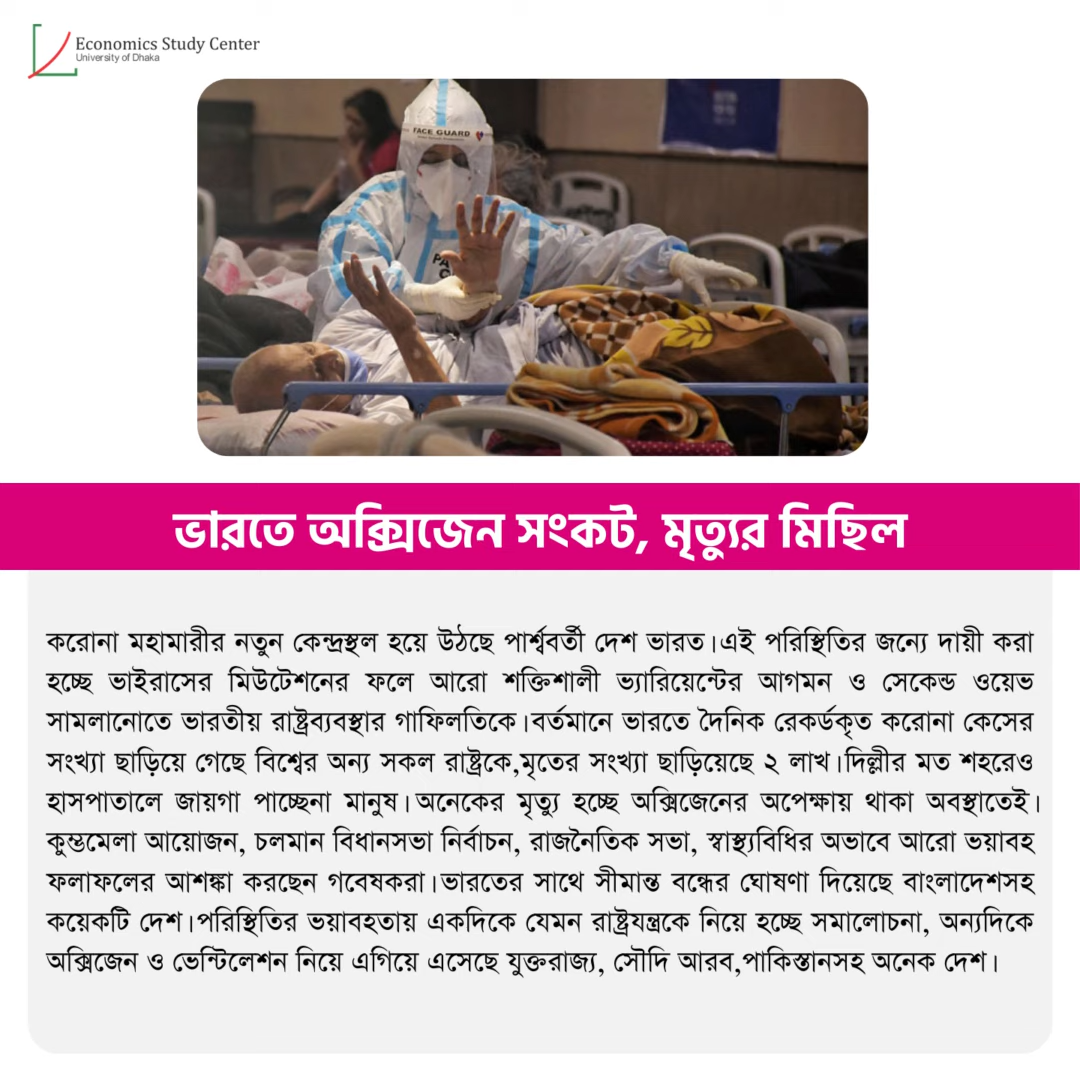 Economics Study Center
University of Dhaka
FACE GUARD
ভারতে অক্সিজেন সংকট, মৃত্যুর মিছিল
করোনা মহামারীর নতুন কেন্দ্রস্থল হয়ে উঠছে পার্শ্ববর্তী দেশ ভারত।এই পরিস্থিতির জন্যে দায়ী করা
হচ্ছে ভাইরাসের মিউটেশনের ফলে আরো শক্তিশালী ভ্যারিয়েন্টের আগমন ও সেকেন্ড ওয়েভ
সামলানোতে ভারতীয় রাষ্ট্রব্যবস্থার গাফিলতিকে।বর্তমানে ভারতে দৈনিক রেকর্ডকৃত করোনা কেসের
সংখ্যা ছাড়িয়ে গেছে বিশ্বের অন্য সকল রাষ্ট্রকে,মৃতের সংখ্যা ছাড়িয়েছে ২ লাখ।দিল্লীর মত শহরেও
হাসপাতালে জায়গা পাচ্ছেনা মানুষ। অনেকের মৃত্যু হচ্ছে অক্সিজেনের অপেক্ষায় থাকা অবস্থাতেই।
কুম্ভমেলা আয়োজন, চলমান বিধানসভা নির্বাচন, রাজনৈতিক সভা, স্বাস্থ্যবিধির অভাবে আরো ভয়াবহ
ফলাফলের আশঙ্কা করছেন গবেষকরা।ভারতের সাথে সীমান্ত বন্ধের ঘোষণা দিয়েছে বাংলাদেশসহ
কয়েকটি দেশ।পরিস্থিতির ভয়াবহতায় একদিকে যেমন রাষ্ট্রযন্ত্রকে নিয়ে হচ্ছে সমালোচনা, অন্যদিকে
অক্সিজেন ও ভেন্টিলেশন নিয়ে এগিয়ে এসেছে যুক্তরাজ্য, সৌদি আরব,পাকিস্তানসহ অনেক দেশ।